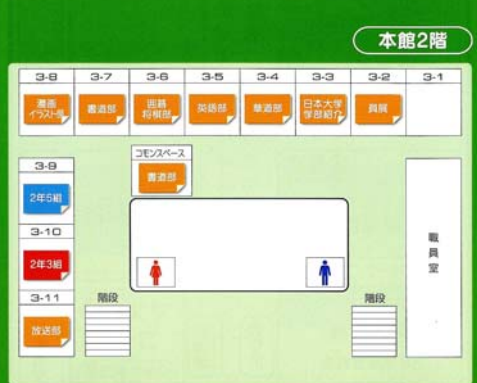 本館2階
3-8
3-7
3-6
3-5
3-4
3-3
3-2
3-1
漫画
イラスト部
書道部
囲碁
将棋部
英語部
華道部
日本大学
学部紹介
員展
コモンスペース
書道部
3-9
2年5組
3-10
2年3組
3-11
放送部
階段
階段
職員室